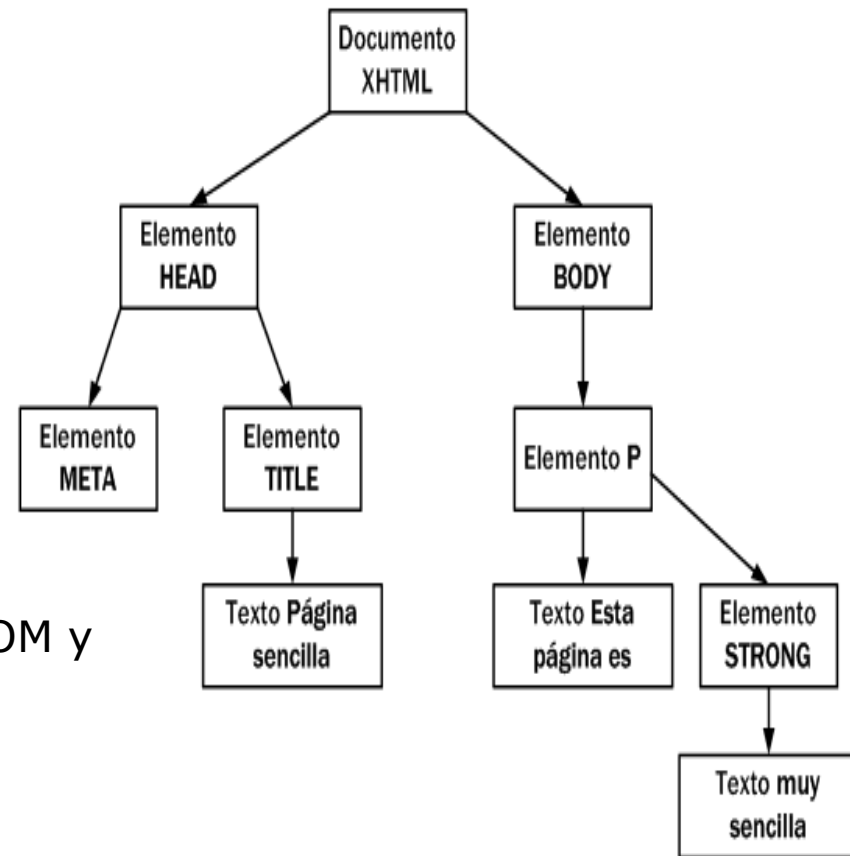 Documento
XHTML
Elemento
HEAD
Elemento
BODY
Elemento
META
Elemento
TITLE
Elemento P
Texto Página
sencilla
Texto Esta
página es
Elemento
STRONG
Texto muy
sencilla
y